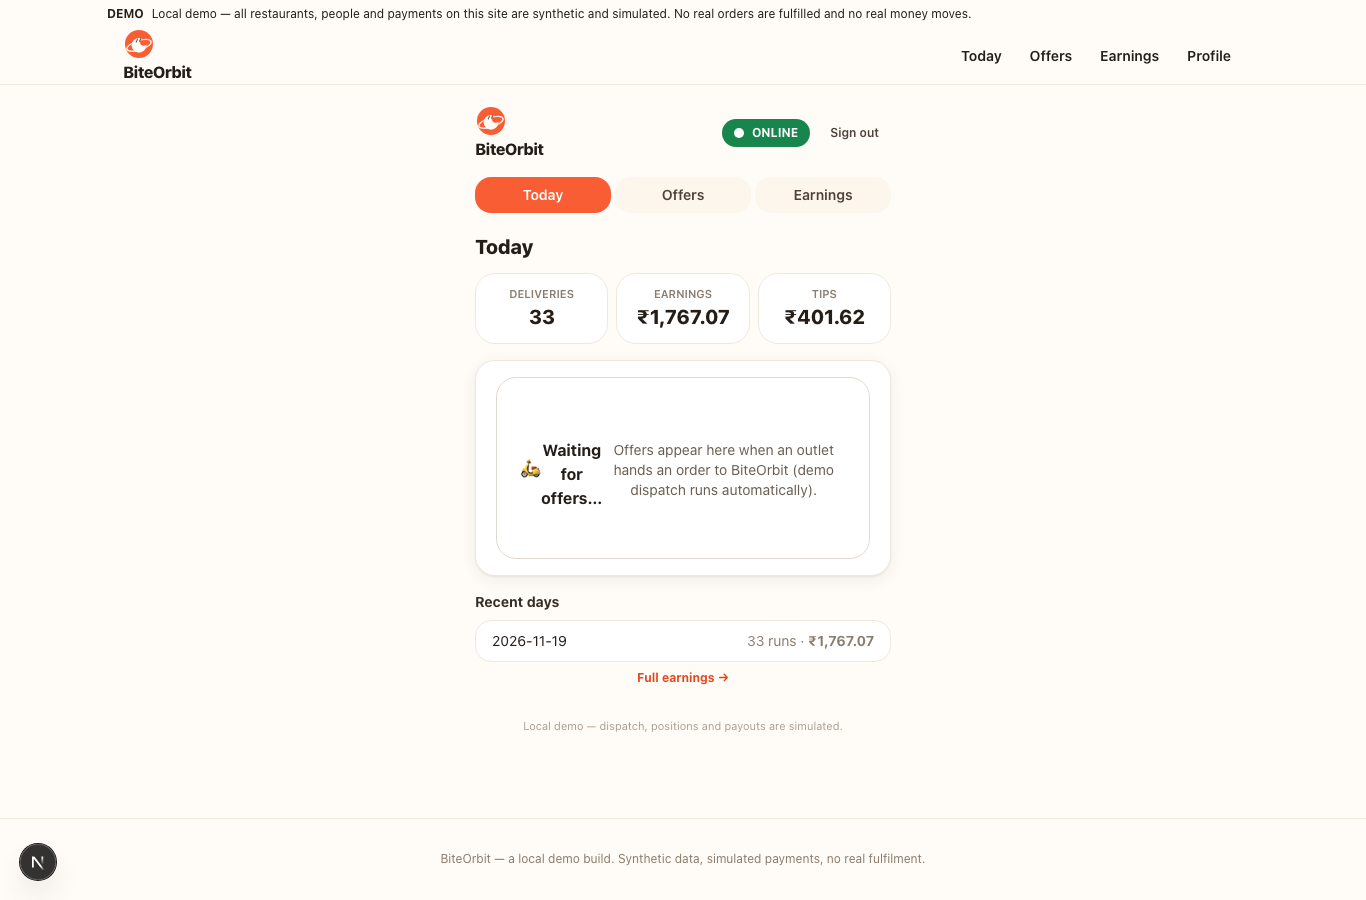 DEMO Local demo — all restaurants, people and payments on this site are synthetic and simulated. No real orders are fulfilled and no real money moves.
BiteOrbit
Today Offers Earnings Profile
BiteOrbit
ONLINE Sign out
Today Offers Earnings
Today
DELIVERIES EARNINGS TIPS
33 ₹1,767.07 ₹401.62
Waiting
for
offers...
Offers appear here when an outlet
hands an order to BiteOrbit (demo
dispatch runs automatically).
Recent days
2026-11-19 33 runs · ₹1,767.07
Full earnings →
Local demo — dispatch, positions and payouts are simulated.
N
BiteOrbit — a local demo build. Synthetic data, simulated payments, no real fulfilment.